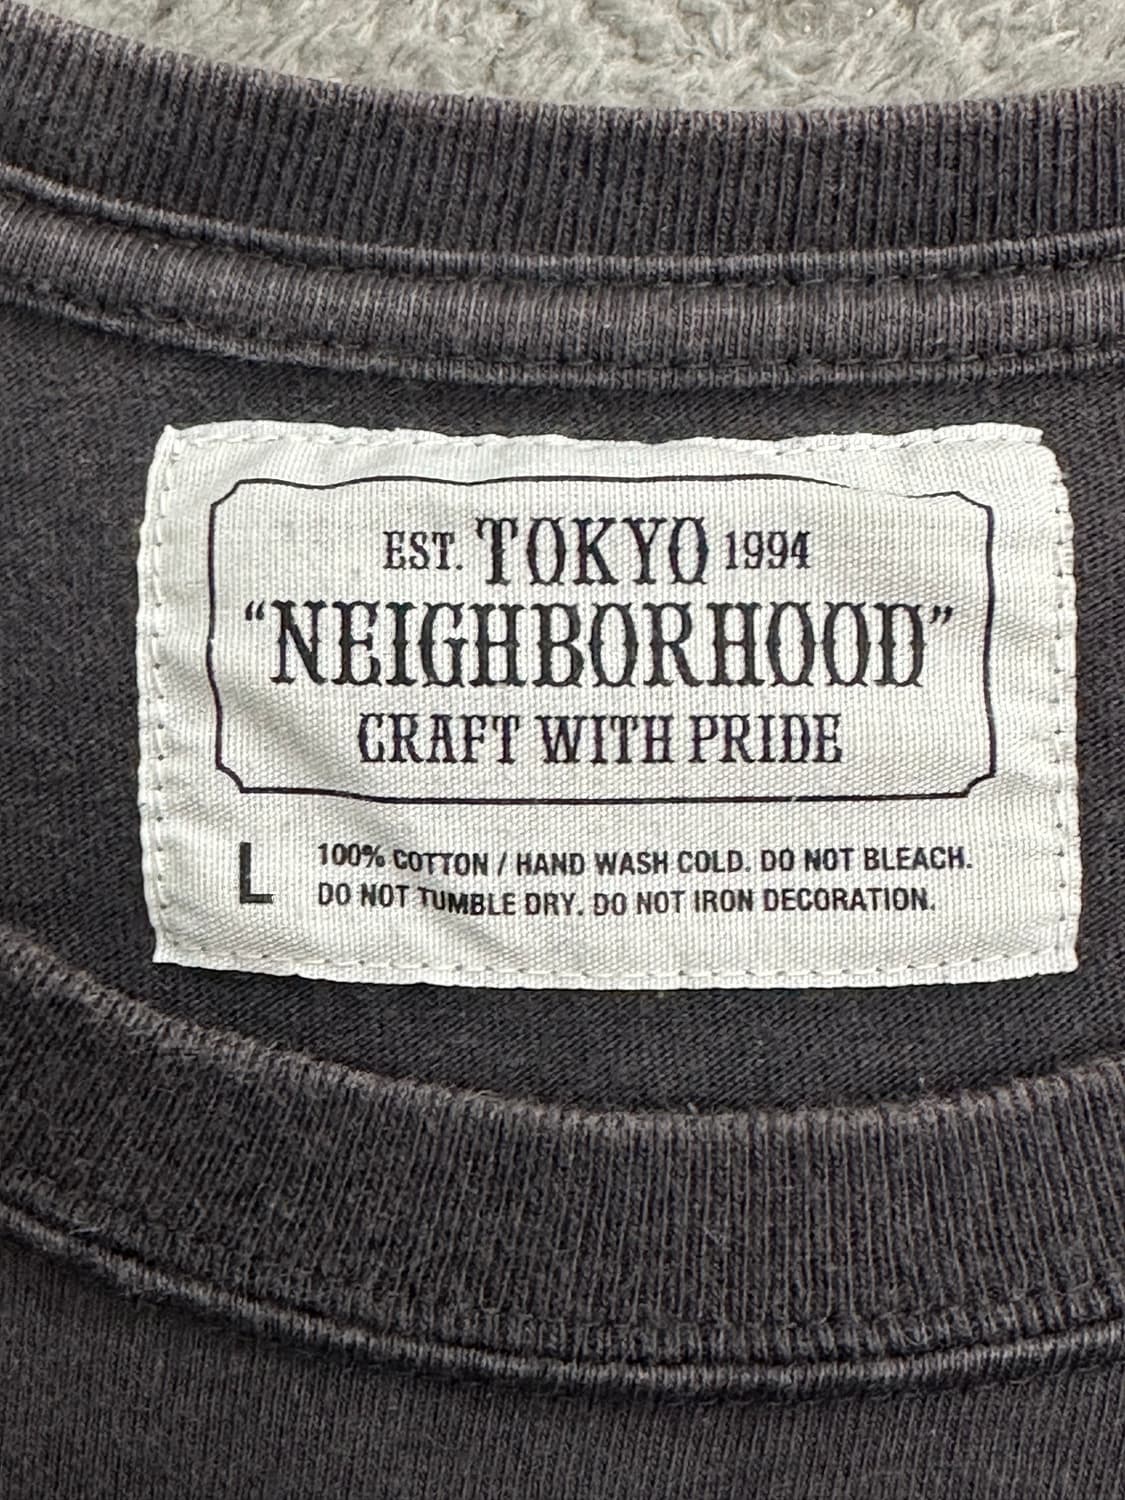 EST. TOKYO 1994
“NEIGHBORHOOD”
CRAFT WITH PRIDE
L 100% COTTON / HAND WASH COLD. DO NOT BLEACH.
DO NOT TUMBLE DRY. DO NOT IRON DECORATION.